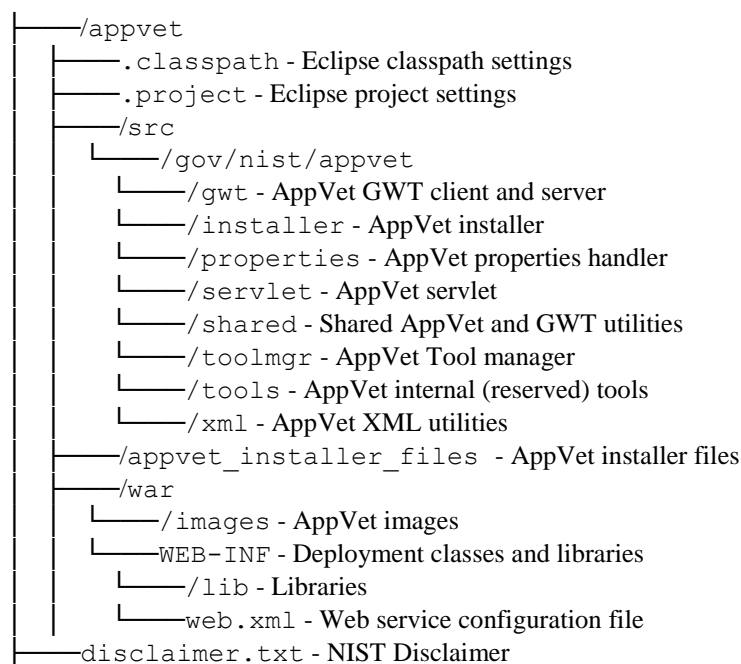 /appvet
.classpath - Eclipse classpath settings
.project - Eclipse project settings
/src
/gov/nist/appvet
/gwt - AppVet GWT client and server
/installer - AppVet installer
/properties - AppVet properties handler
/servlet - AppVet servlet
/shared - Shared AppVet and GWT utilities
/toolmgr - AppVet Tool manager
/tools - AppVet internal (reserved) tools
/xml - AppVet XML utilities
/appvet_installer_files - AppVet installer files
/war
/images - AppVet images
WEB-INF - Deployment classes and libraries
/lib - Libraries
web.xml - Web service configuration file
disclaimer.txt - NIST Disclaimer